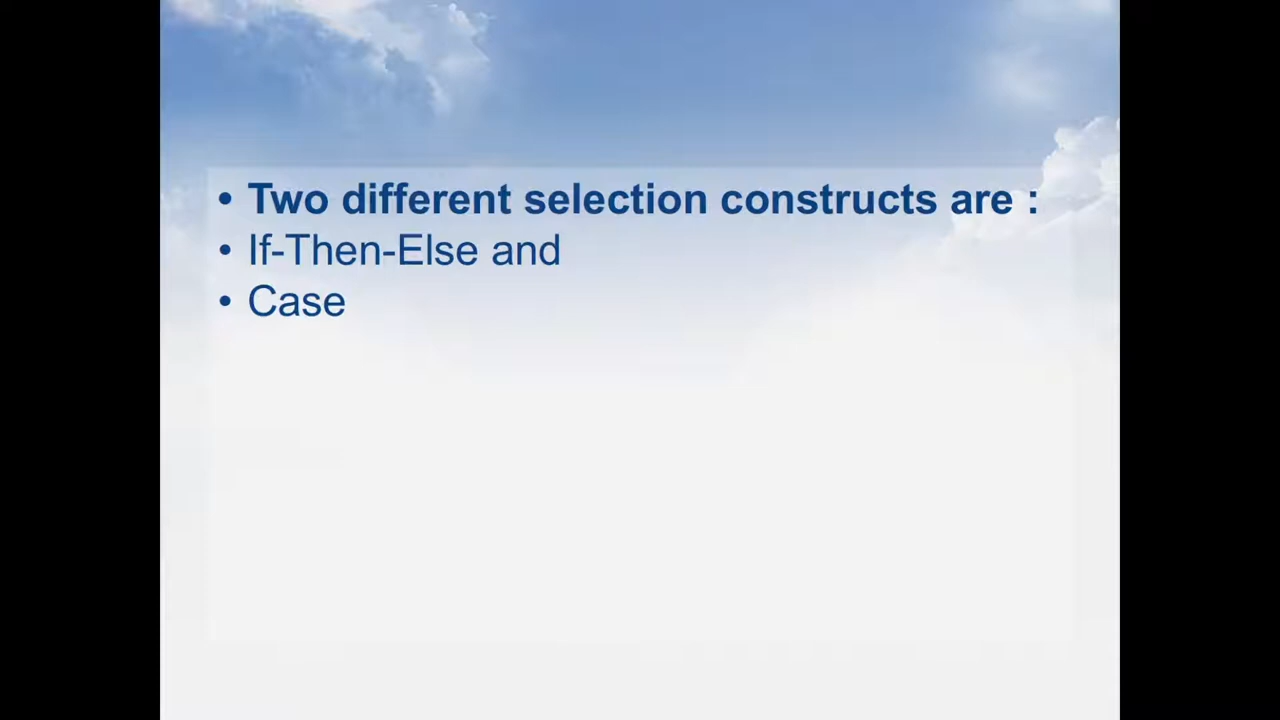 • Two different selection constructs are :
• If-Then-Else and
• Case